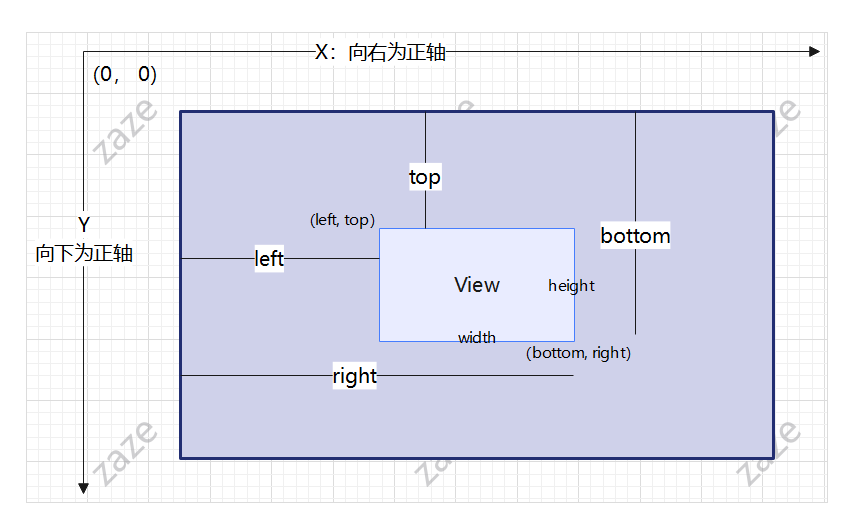 X：向右为正轴
(0， 0)
zaze
zaze
zaze
top
Y
向下为正轴
(left, top)
bottom
left
View
height
width
(bottom, right)
right
zaze
zaze
zaze